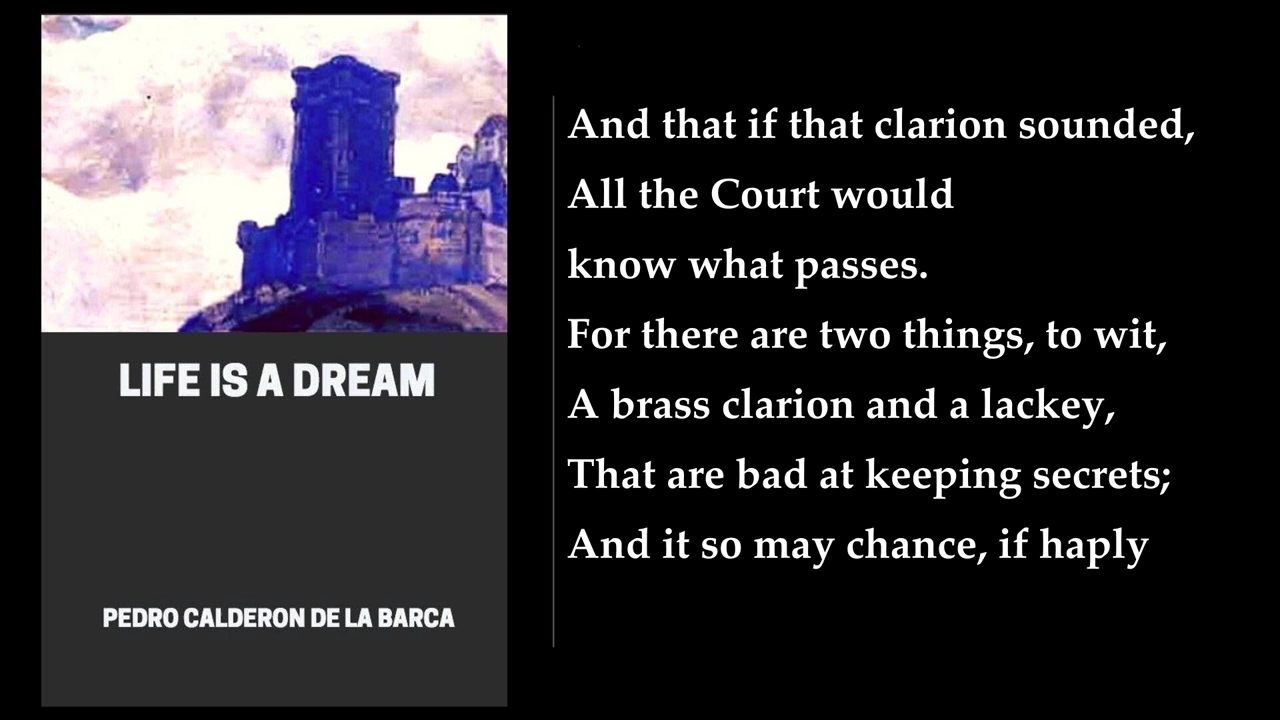 LIFE IS A DREAM
PEDRO CALDERON DE LA BARCA
And that if that clarion sounded,
All the Court would
know what passes.
For there are two things, to wit,
A brass clarion and a lackey,
That are bad at keeping secrets;
And it so may chance, if haply